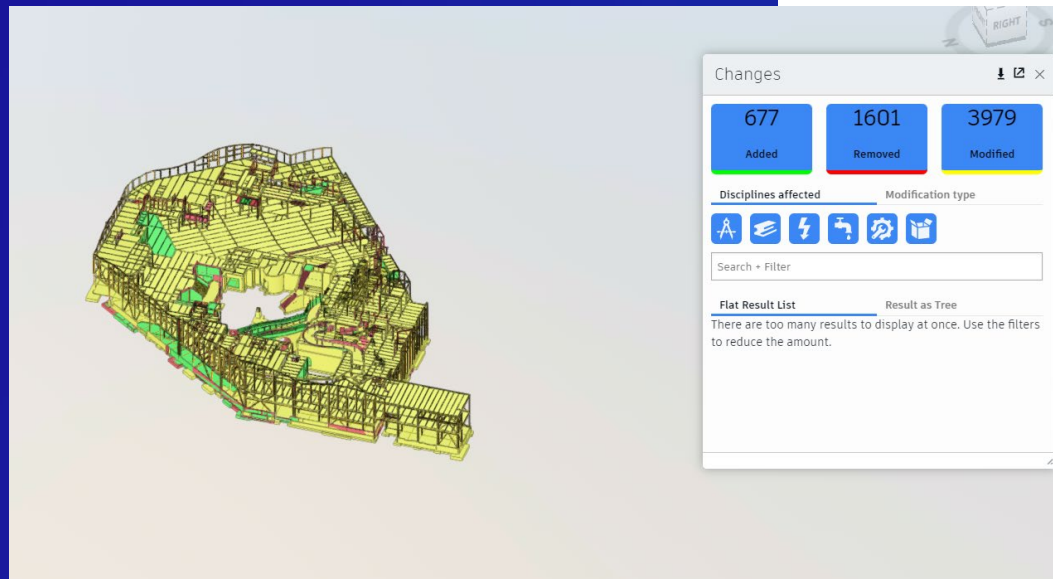 RIGHT
Changes
677 1601 3979
Added Removed Modified
Disciplines affected Modification type
Search + Filter
Flat Result List Result as Tree
There are too many results to display at once. Use the filters
to reduce the amount.